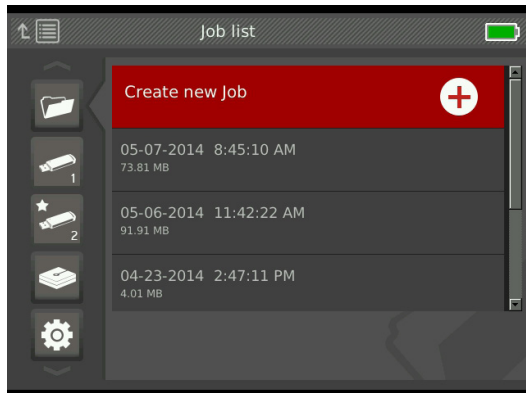 Job list
Create new Job
05-07-2014 8:45:10 AM
73.81 MB
1
05-06-2014 11:42:22 AM
91.91 MB
2
04-23-2014 2:47:11 PM
4.01 MB